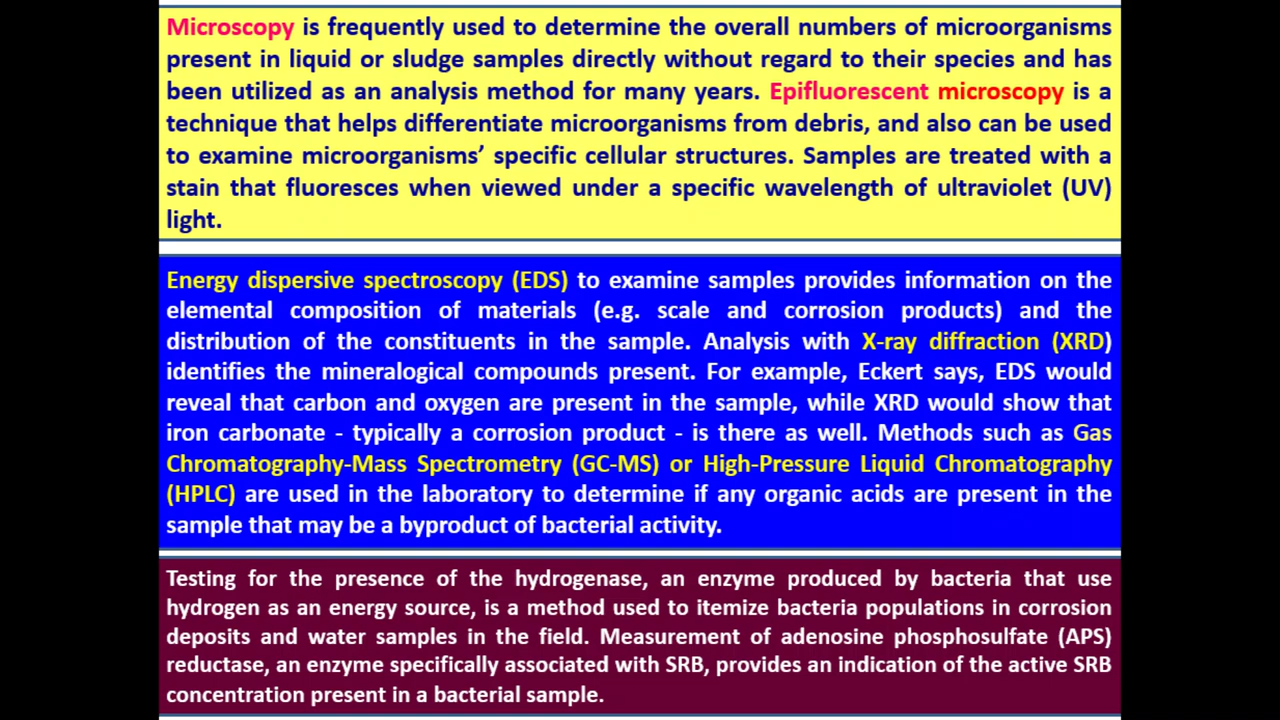 Microscopy is frequently used to determine the overall numbers of microorganisms
present in liquid or sludge samples directly without regard to their species and has
been utilized as an analysis method for many years. Epifluorescent microscopy is a
technique that helps differentiate microorganisms from debris, and also can be used
to examine microorganisms’ specific cellular structures. Samples are treated with a
stain that fluoresces when viewed under a specific wavelength of ultraviolet (UV)
light.
Energy dispersive spectroscopy (EDS) to examine samples provides information on the
elemental composition of materials (e.g. scale and corrosion products) and the
distribution of the constituents in the sample. Analysis with X-ray diffraction (XRD)
identifies the mineralogical compounds present. For example, Eckert says, EDS would
reveal that carbon and oxygen are present in the sample, while XRD would show that
iron carbonate - typically a corrosion product - is there as well. Methods such as Gas
Chromatography-Mass Spectrometry (GC-MS) or High-Pressure Liquid Chromatography
(HPLC) are used in the laboratory to determine if any organic acids are present in the
sample that may be a byproduct of bacterial activity.
Testing for the presence of the hydrogenase, an enzyme produced by bacteria that use
hydrogen as an energy source, is a method used to itemize bacteria populations in corrosion
deposits and water samples in the field. Measurement of adenosine phosphosulfate (APS)
reductase, an enzyme specifically associated with SRB, provides an indication of the active SRB
concentration present in a bacterial sample.